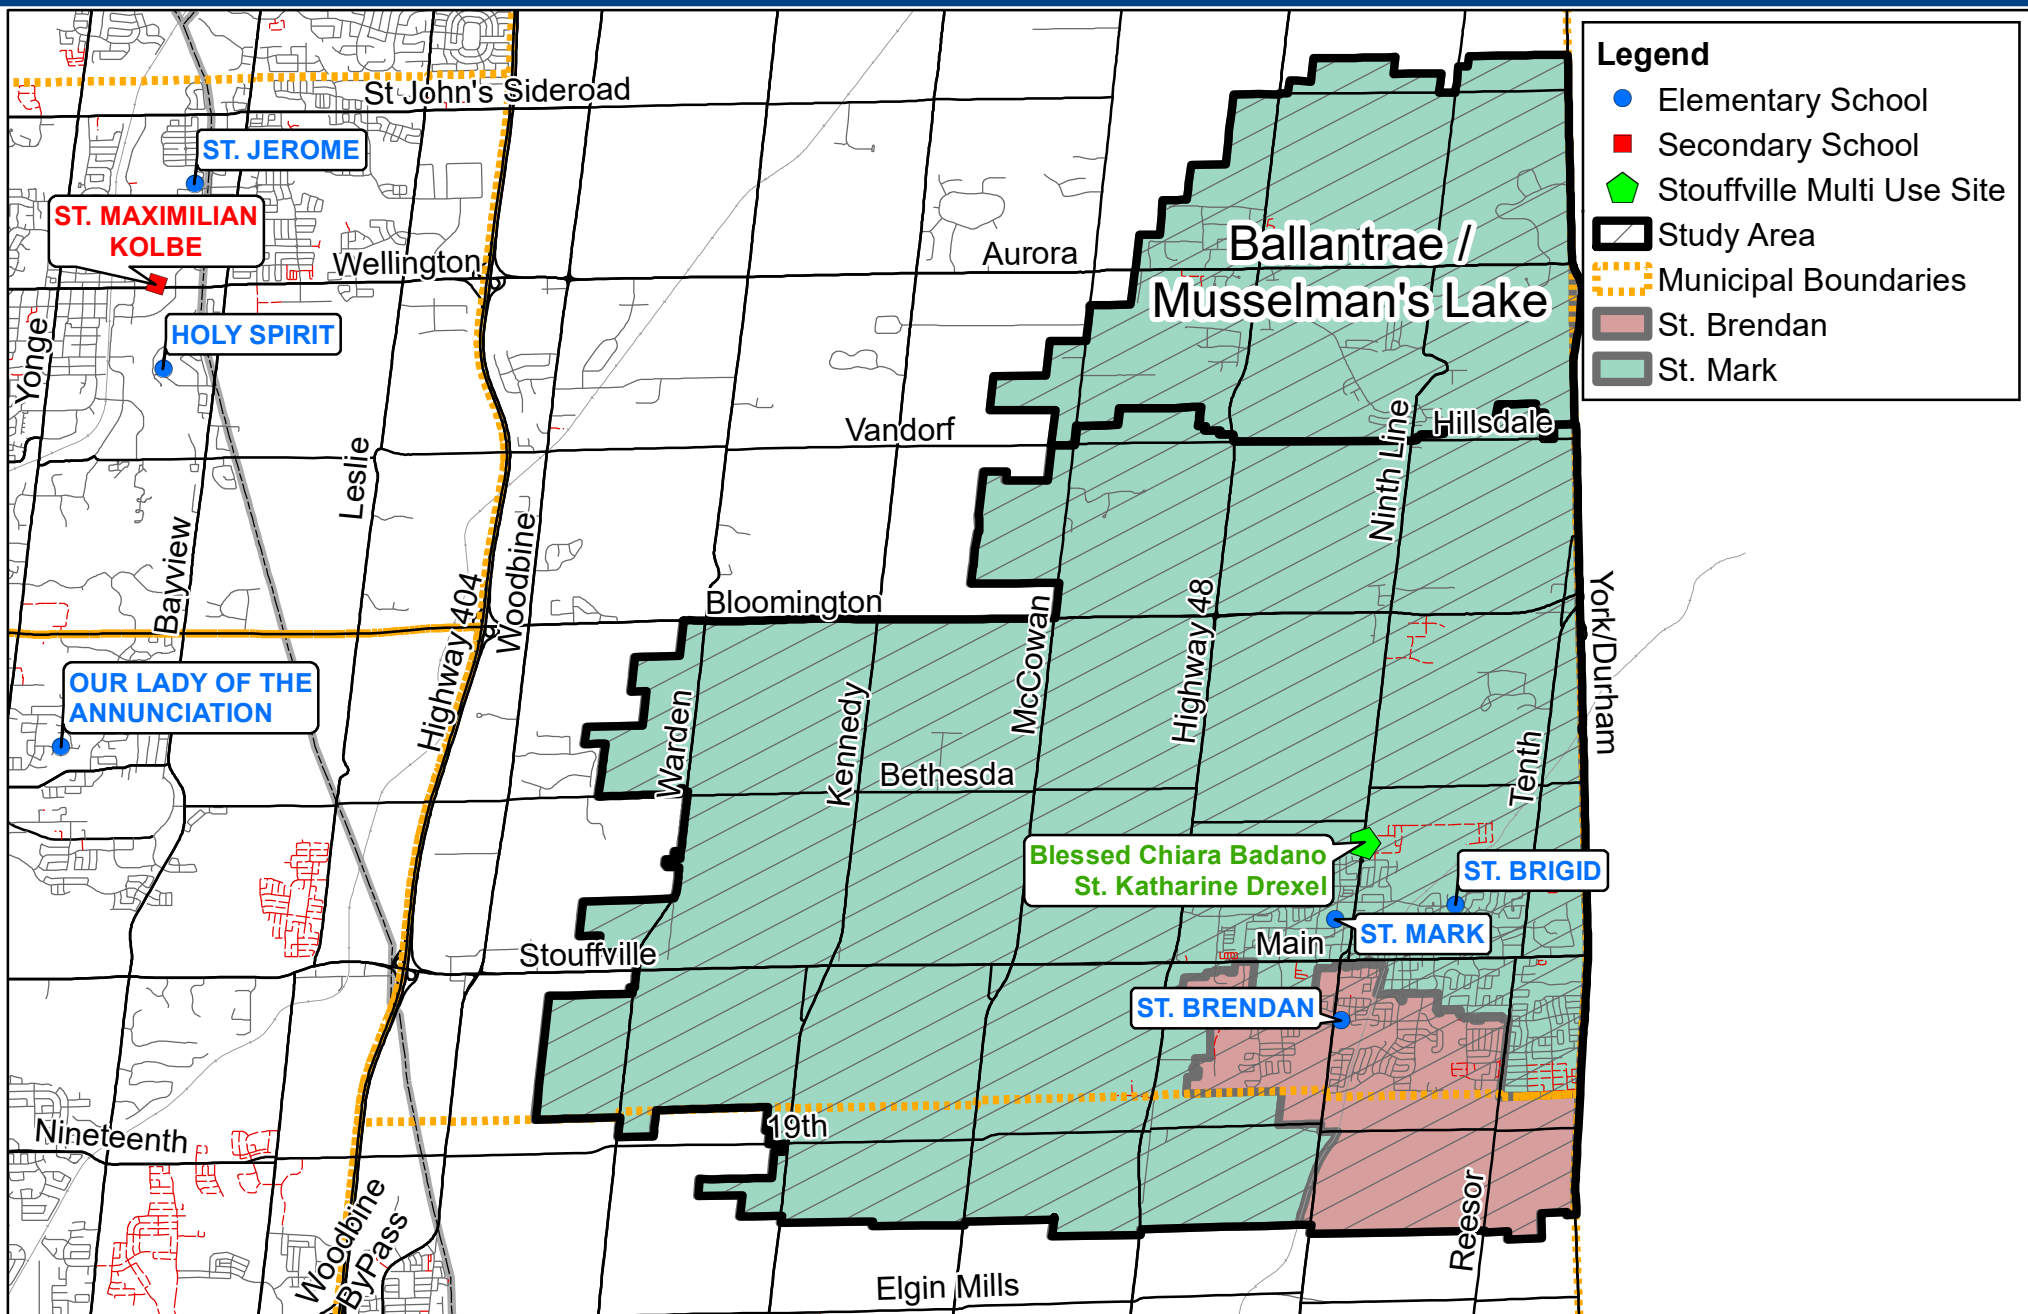 St John's Sideroad
ST. JEROME
ST. MAXIMILIAN
KOLBE
Wellington
HOLY SPIRIT
Yonge
Leslie
Bayview
Highway 404
Woodbine
OUR LADY OF THE
ANNUNCIATION
Aurora
Vandorf
Bloomington
Ballantrae /
Musselman's Lake
Hillsdale
Ninth Line
McCowan
Highway 48
Warden
Kennedy
Bethesda
Tenth
York/Durham
Blessed Chiara Badano
St. Katharine Drexel
ST. BRIGID
ST. MARK
Main
Stouffville
ST. BRENDAN
19th
Nineteenth
Woodbine
ByPass
Reesor
Elgin Mills
Legend
Elementary School
Secondary School
Stouffville Multi Use Site
Study Area
Municipal Boundaries
St. Brendan
St. Mark